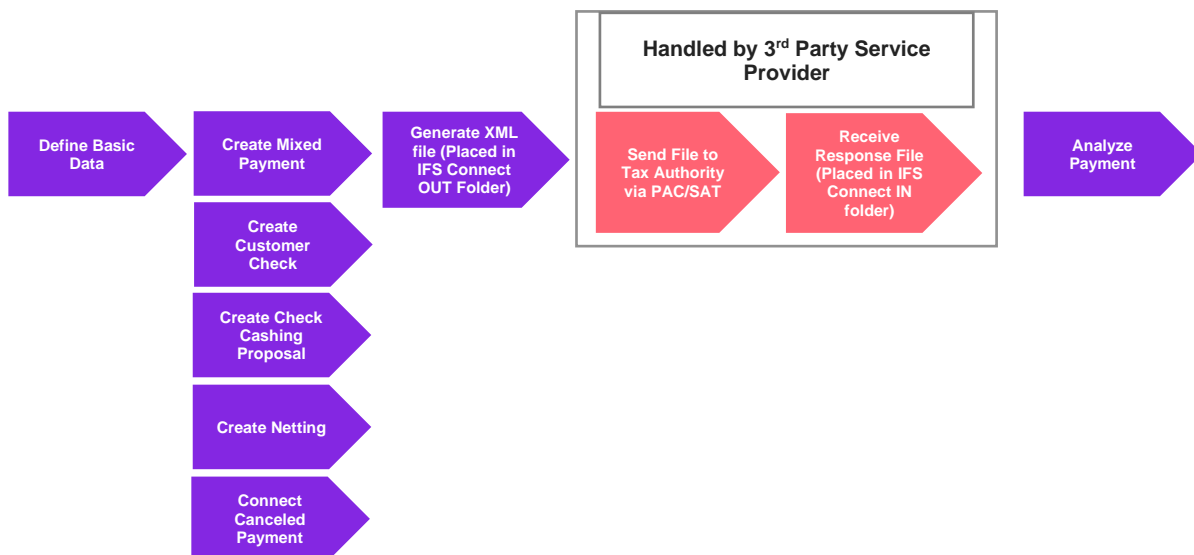 Handled by 3rd Party Service
Provider
Define Basic
Data
Create Mixed
Payment
Generate XML
file (Placed in
IFS Connect
OUT Folder)
Send File to
Tax Authority
via PAC/SAT
Receive
Response File
(Placed in IFS
Connect IN
folder)
Analyze
Payment
Create
Customer
Check
Create Check
Cashing
Proposal
Create Netting
Connect
Canceled
Payment